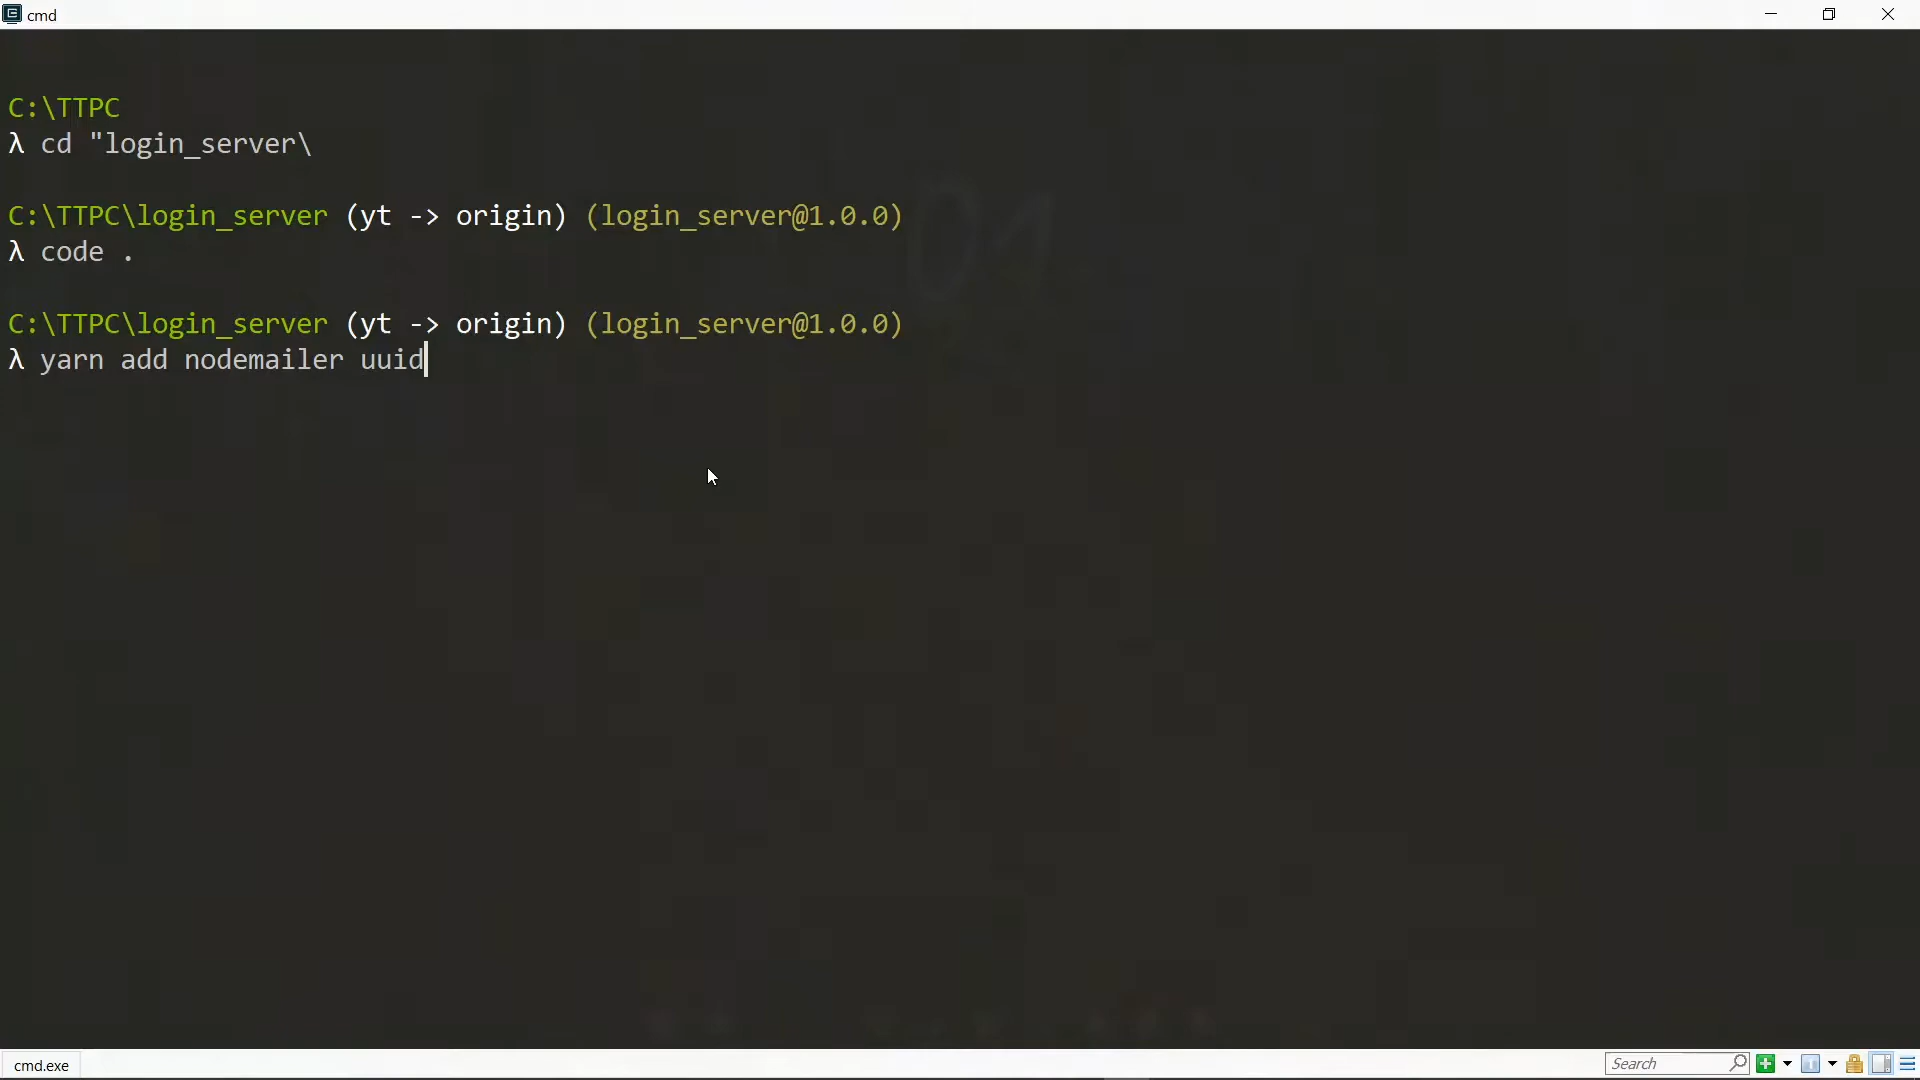 cmd
C:\TTPC
λ cd "login_server\
C:\TTPC\login_server (yt -> origin) (login_server@1.0.0)
λ code .
C:\TTPC\login_server (yt -> origin) (login_server@1.0.0)
λ yarn add nodemailer uuid
cmd.exe
Search